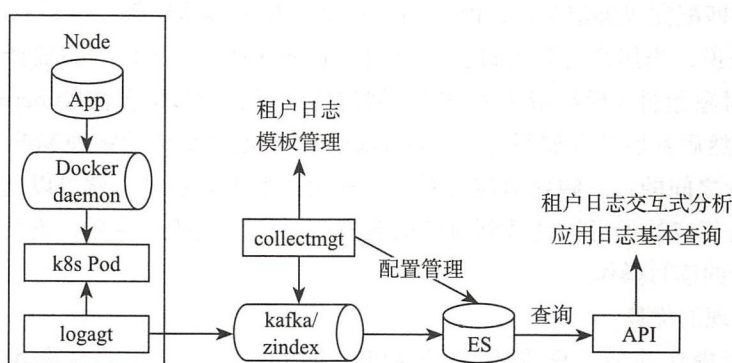 Node
App
Docker
daemon
k8s Pod
logagt
租户日志
模板管理
collectmgt
配置管理
kafka/
zindex
ES
查询
API
租户日志交互式分析
应用日志基本查询